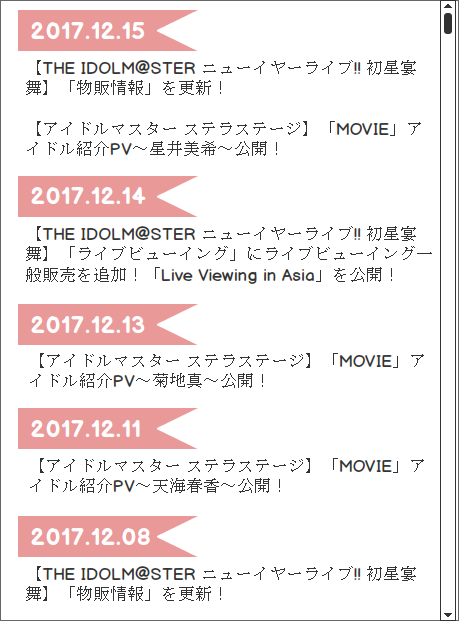 2017.12.15
【THE IDOLM@STER ニューイヤーライブ!! 初星宴
舞】「物販情報」を更新！
【アイドルマスター ステラステージ】「MOVIE」ア
イドル紹介PV～星井美希～公開！
2017.12.14
【THE IDOLM@STER ニューイヤーライブ!! 初星宴
舞】「ライブビューイング」にライブビューイング一
般販売を追加！「Live Viewing in Asia」を公開！
2017.12.13
【アイドルマスター ステラステージ】「MOVIE」ア
イドル紹介PV～菊地真～公開！
2017.12.11
【アイドルマスター ステラステージ】「MOVIE」ア
イドル紹介PV～天海春香～公開！
2017.12.08
【THE IDOLM@STER ニューイヤーライブ!! 初星宴
舞】「物販情報」を更新！